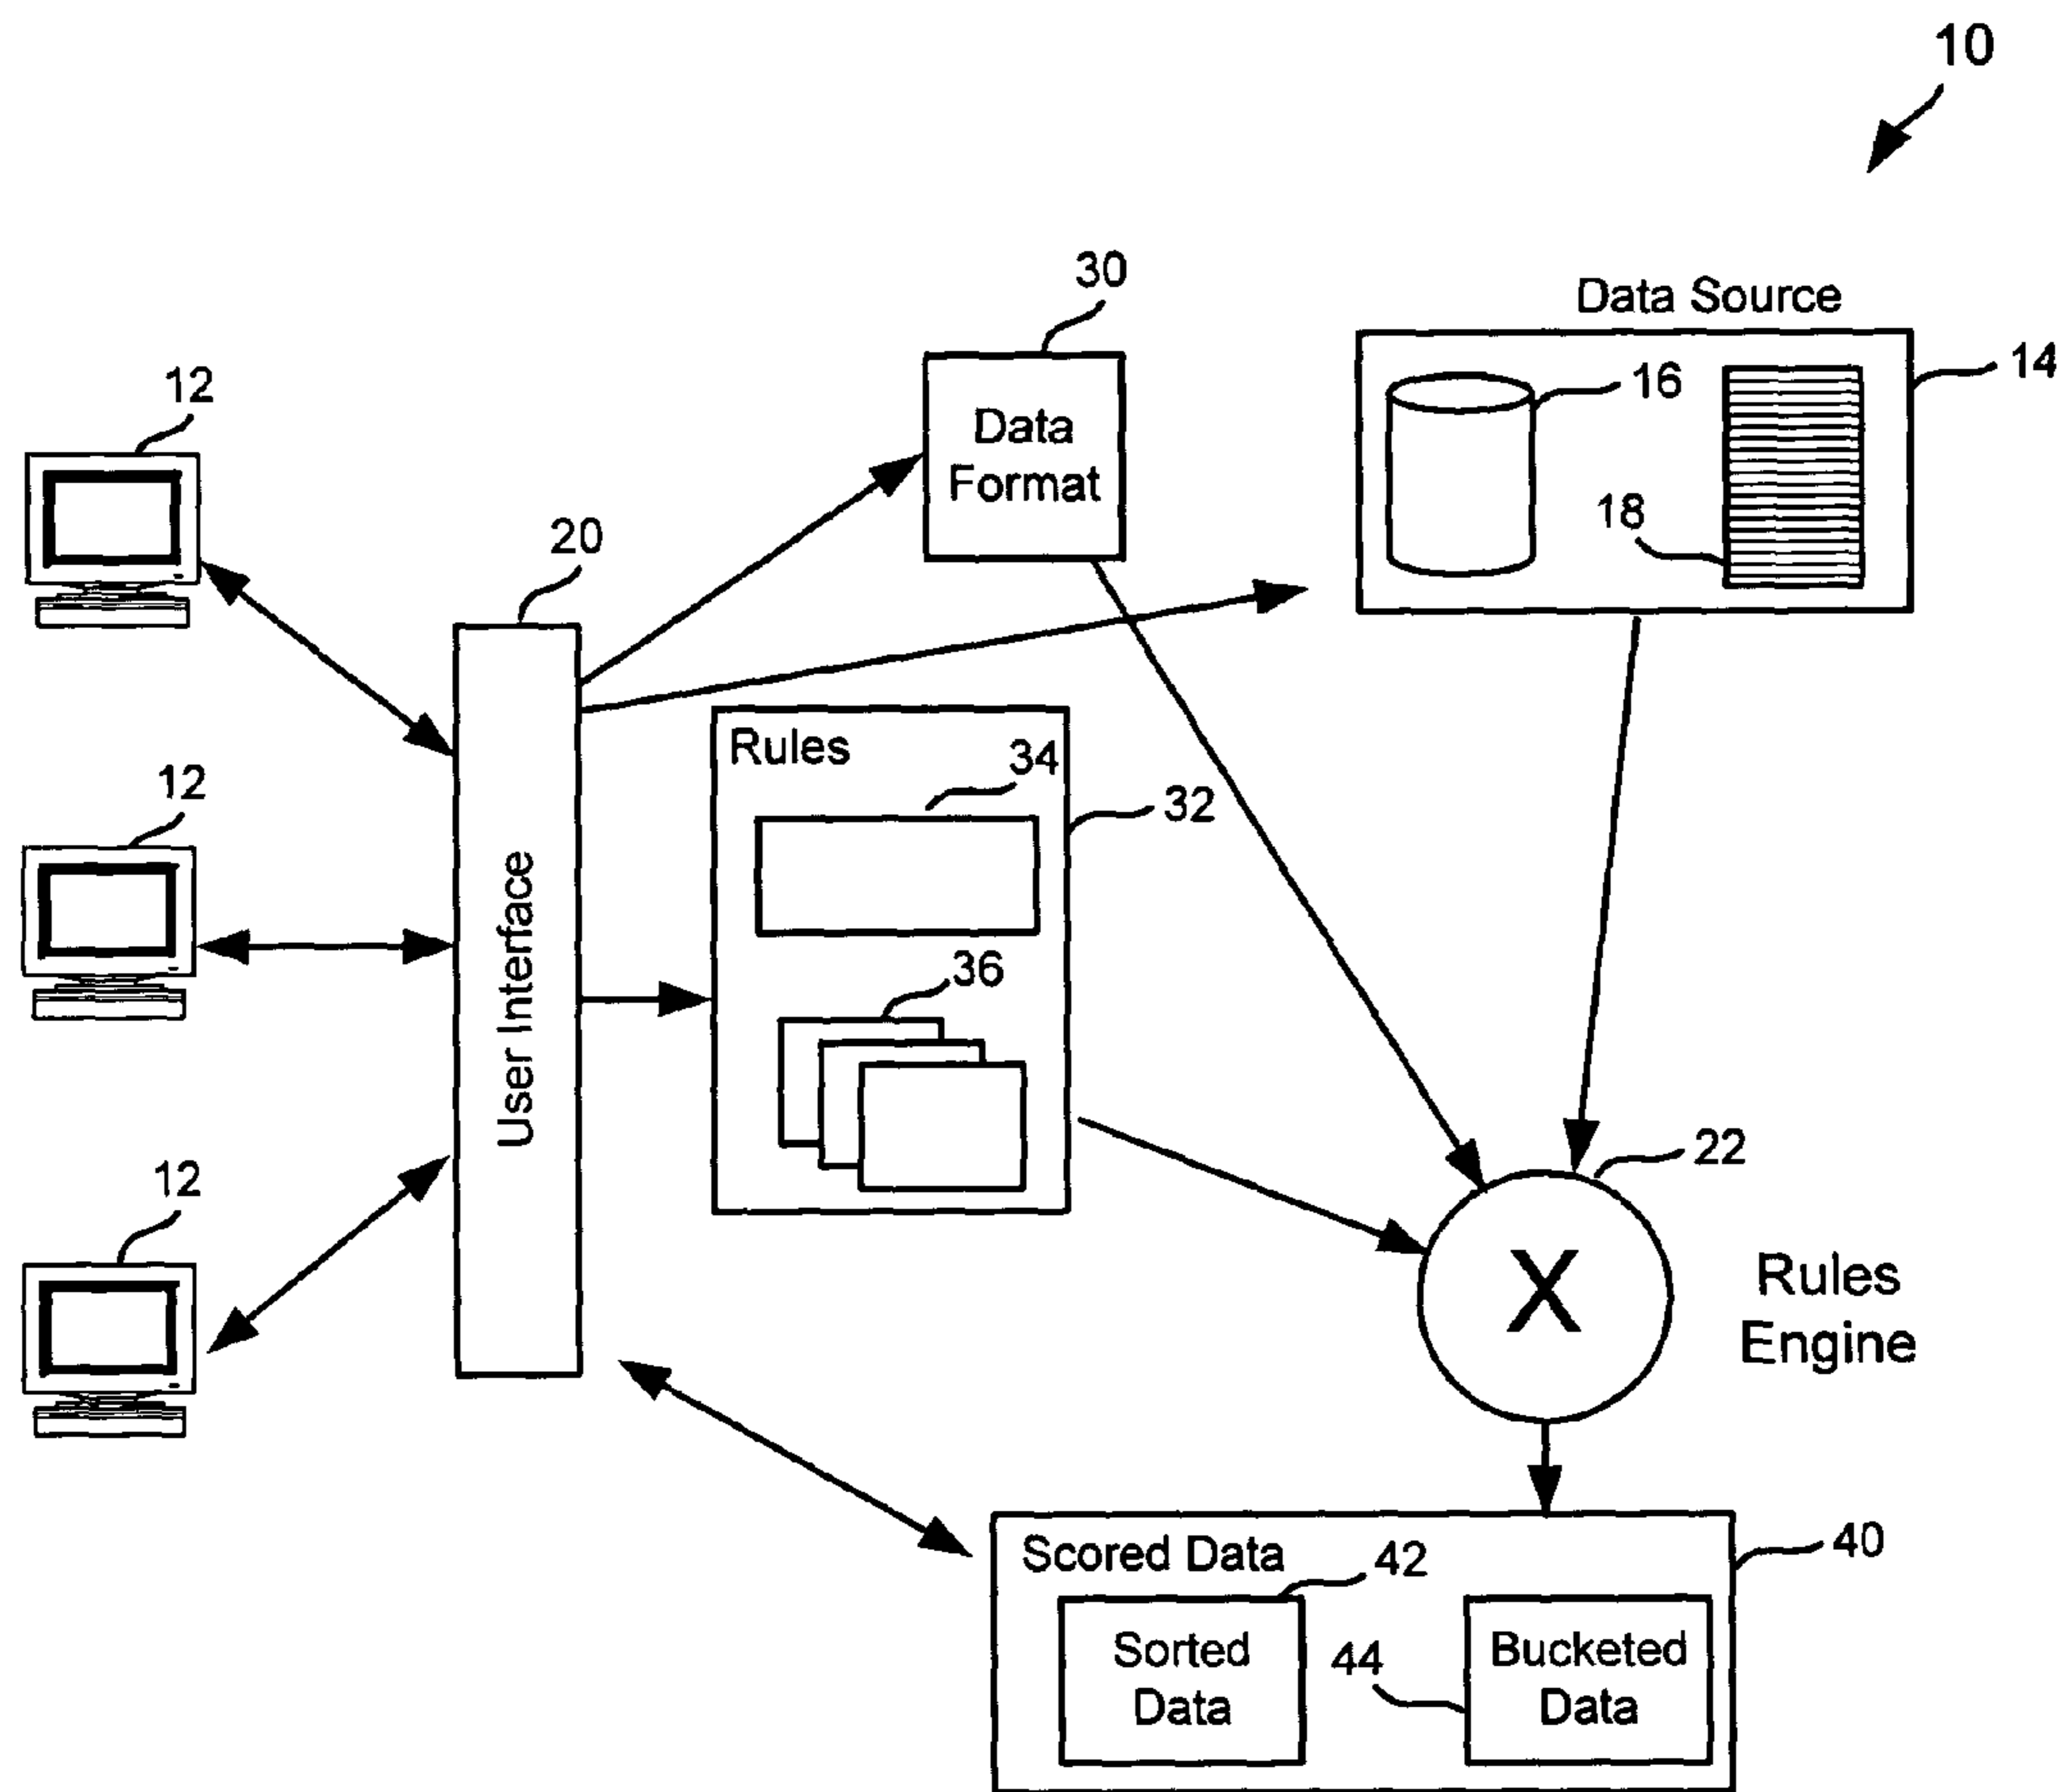 10
30
Data Source
12
Data
Format
16
14
18
20
12
Rules
34
32
User Interface
36
12
22
X
Rules
Engine
Scored Data
42
40
Sorted
Data
44
Bucketed
Data